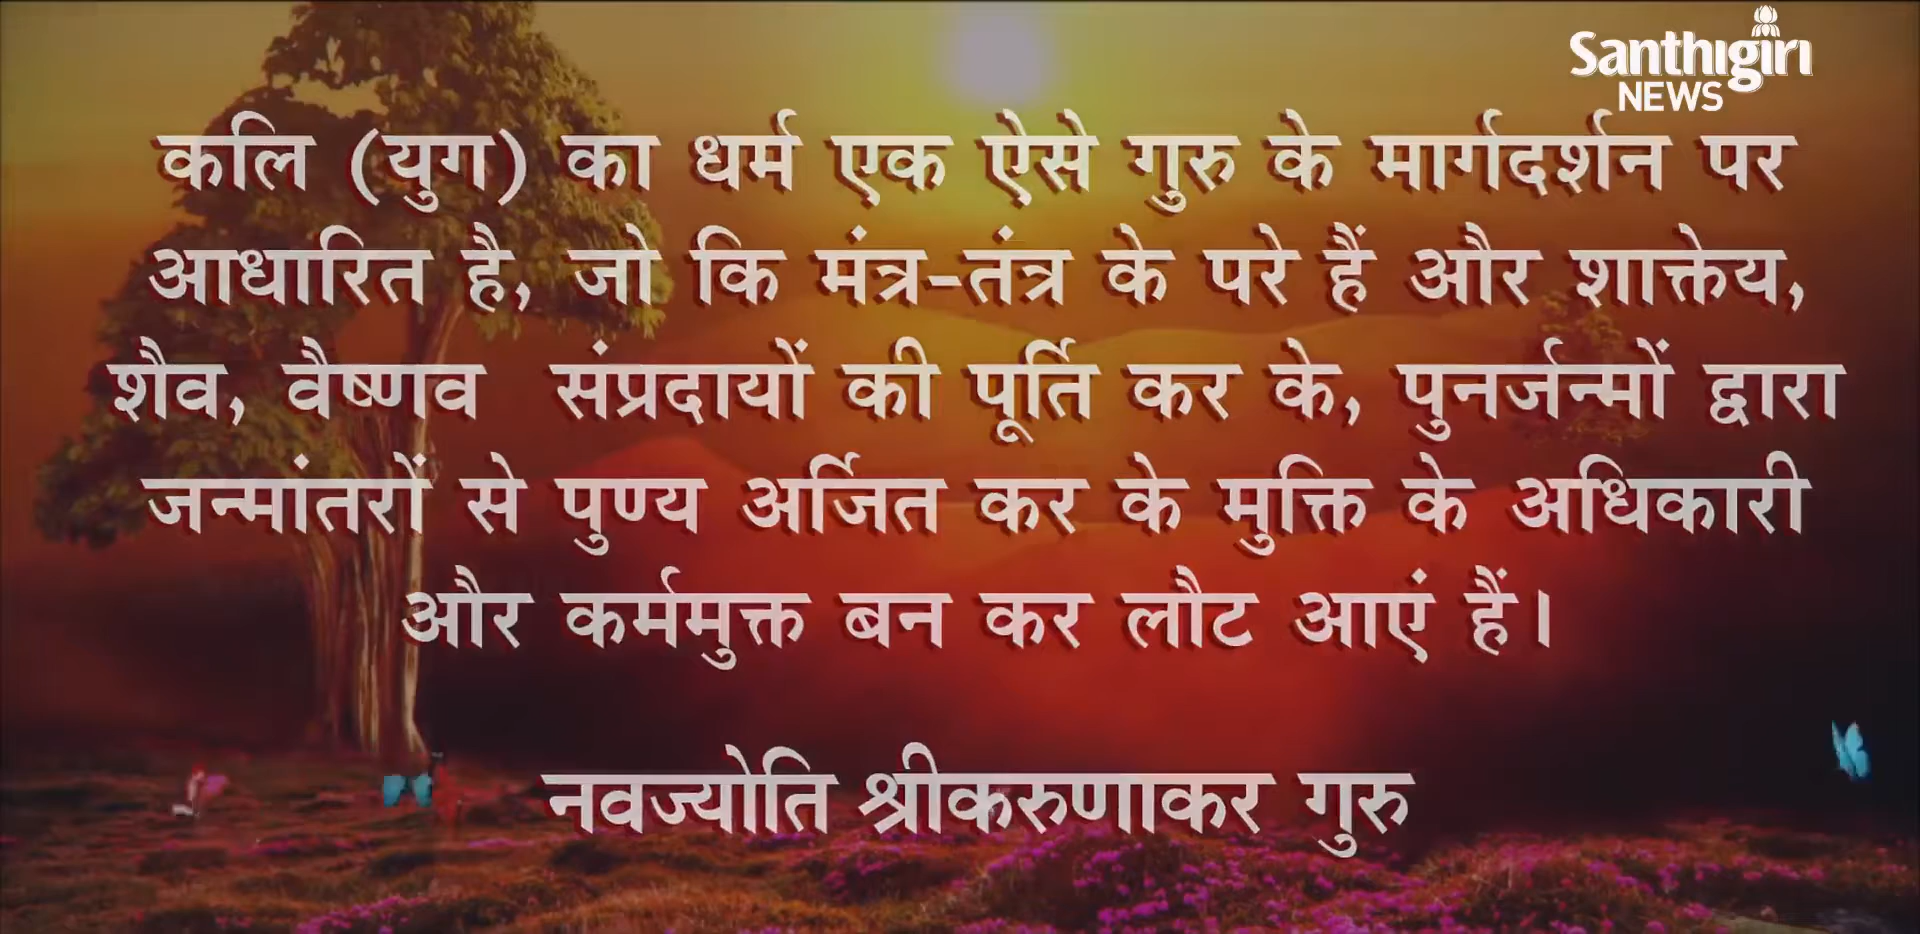 Santhigiri
NEWS
कलि (युग) का धर्म एक ऐसे गुरु के मार्गदर्शन पर
आधारित है, जो कि मंत्र-तंत्र के परे हैं और शाक्तेय,
शैव, वैष्णव संप्रदायों की पूर्ति कर के, पुनर्जन्मों द्वारा
जन्मांतरों से पुण्य अर्जित कर के मुक्ति के अधिकारी
और कर्ममुक्त बन कर लौट आएं हैं।
नवज्योति श्रीकरुणाकर गुरु